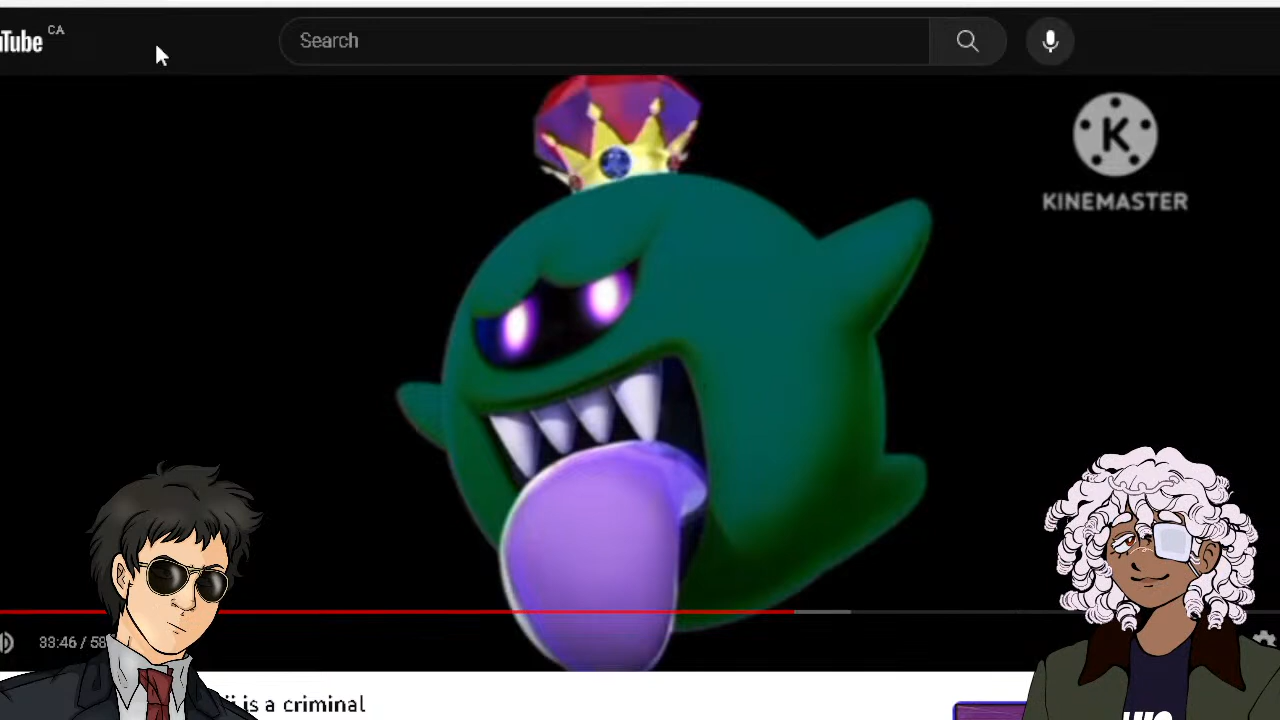 Tube CA
Search
K
KINEMASTER
33:46 / 58
is a criminal